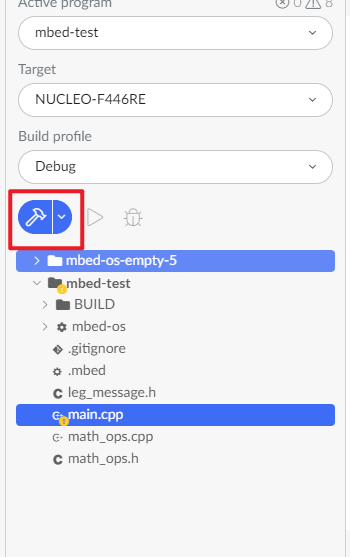 Active program
0 8
mbed-test
Target
NUCLEO-F446RE
Build profile
Debug
mbed-os-empty-5
mbed-test
BUILD
mbed-os
.gitignore
.mbed
leg_message.h
main.cpp
math_ops.cpp
math_ops.h